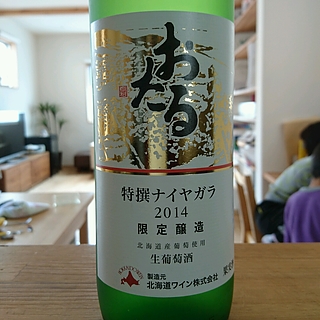 おたる
特撰ナイヤガラ
2014
限定醸造
北海道産葡萄使用
生葡萄酒
製造元
北海道ワイン株式会社